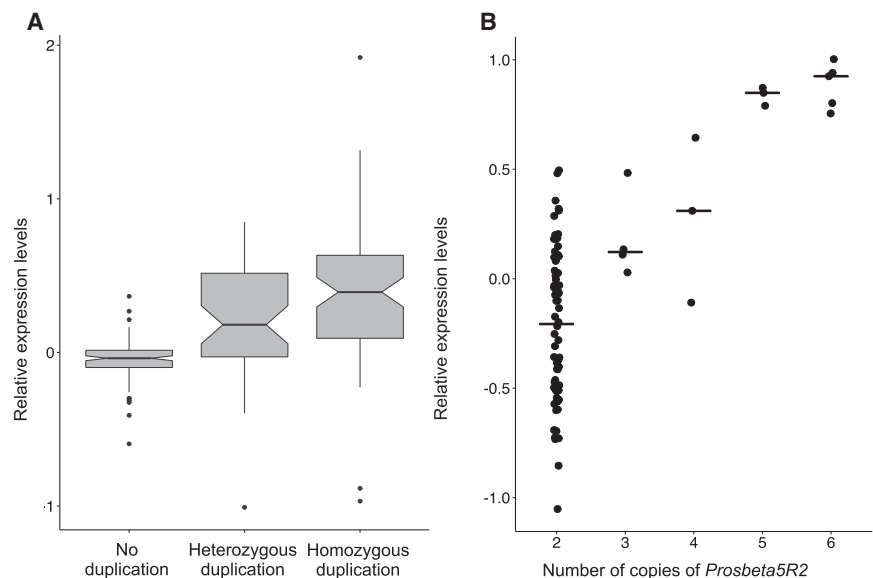 A
B
2
1
0
-1
Relative expression levels
No duplication
Heterozygous duplication
Homozygous duplication
1.0
0.5
0.0
-0.5
-1.0
Relative expression levels
2 3 4 5 6
Number of copies of Prosbeta5R2